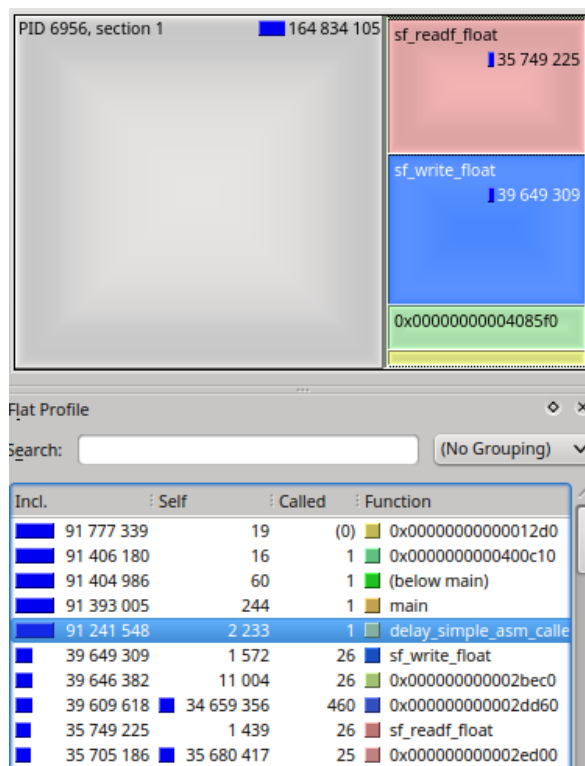 PID 6956, section 1 164 834 105
sf_readf_float
35 749 225
sf_write_float
39 649 309
0x00000000004085f0
Flat Profile
Search: (No Grouping)
Incl. Self Called Function
91 777 339 19 (0) 0x00000000000012d0
91 406 180 16 1 0x0000000000400c10
91 404 986 60 1 (below main)
91 393 005 244 1 main
91 241 548 2 233 1 delay_simple_asm_calle
39 649 309 1 572 26 sf_write_float
39 646 382 11 004 26 0x000000000002bec0
39 609 618 34 659 356 460 0x000000000002dd60
35 749 225 1 439 26 sf_readf_float
35 705 186 35 680 417 25 0x000000000002ed00